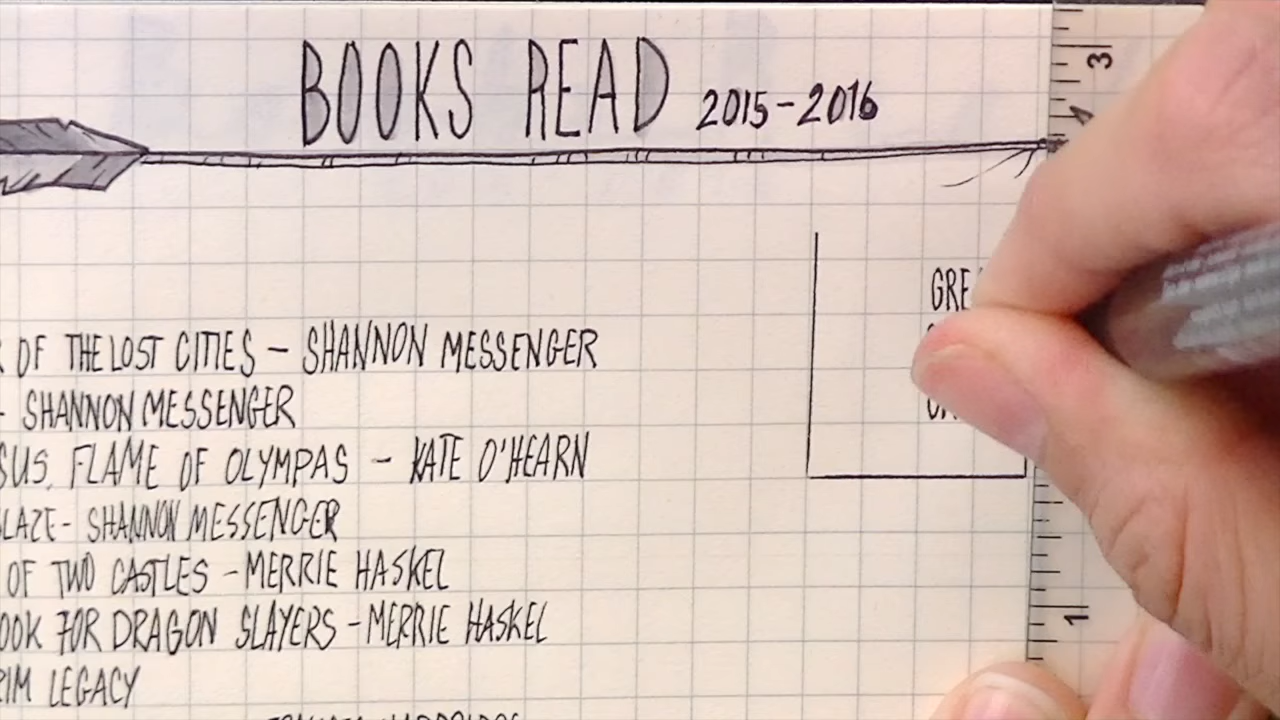 BOOKS READ 2015-2016
GRE
OF THE LOST CITIES - SHANNON MESSENGER
- SHANNON MESSENGER
SUS, FLAME OF OLYMPAS - KATE O'HEARN
LAZE- SHANNON MESSENGER
OF TWO CASTLES - MERRIE HASKEL
OOK FOR DRAGON SLAYERS - MERRIE HASKEL
RIM LEGACY
3
1